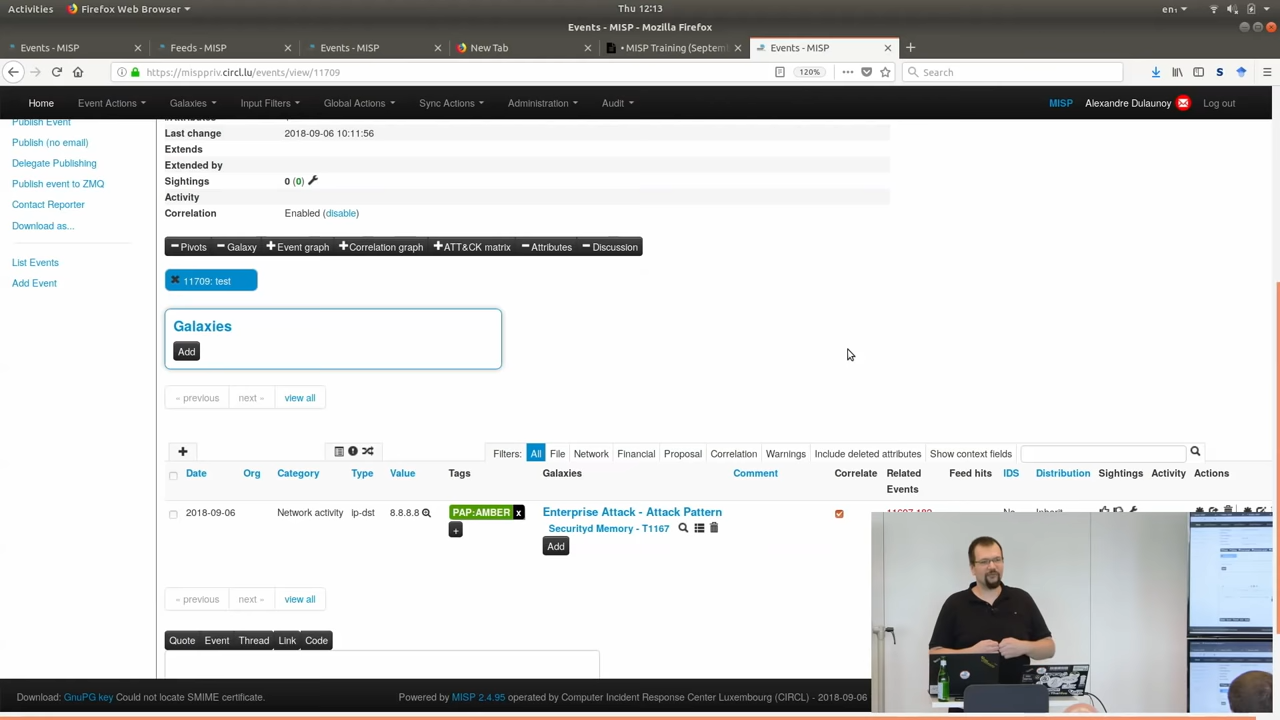 Activities Firefox Web Browser Thu 12:13 en1
Events - MISP - Mozilla Firefox
Events - MISP Feeds - MISP Events - MISP New Tab • MISP Training (Septem Events - MISP
https://misppriv.circl.lu/events/view/11709 120% Search
Home Event Actions Galaxies Input Filters Global Actions Sync Actions Administration Audit MISP Alexandre Dulaunoy Log out
Publish Event
Publish (no email)
Delegate Publishing
Publish event to ZMQ
Contact Reporter
Download as...
List Events
Add Event
Last change 2018-09-06 10:11:56
Extends
Extended by
Sightings 0 (0)
Activity
Correlation Enabled (disable)
Pivots Galaxy Event graph Correlation graph ATT&CK matrix Attributes Discussion
11709: test
Galaxies
Add
« previous next » view all
Filters: All File Network Financial Proposal Correlation Warnings Include deleted attributes Show context fields
Date Org Category Type Value Tags Galaxies Comment Correlate Related Events Feed hits IDS Distribution Sightings Activity Actions
2018-09-06 Network activity ip-dst 8.8.8.8 PAP:AMBER x Enterprise Attack - Attack Pattern
Securityd Memory - T1167
+ Add
« previous next » view all
Quote Event Thread Link Code
Download: GnuPG key Could not locate SMIME certificate. Powered by MISP 2.4.95 operated by Computer Incident Response Center Luxembourg (CIRCL) - 2018-09-06